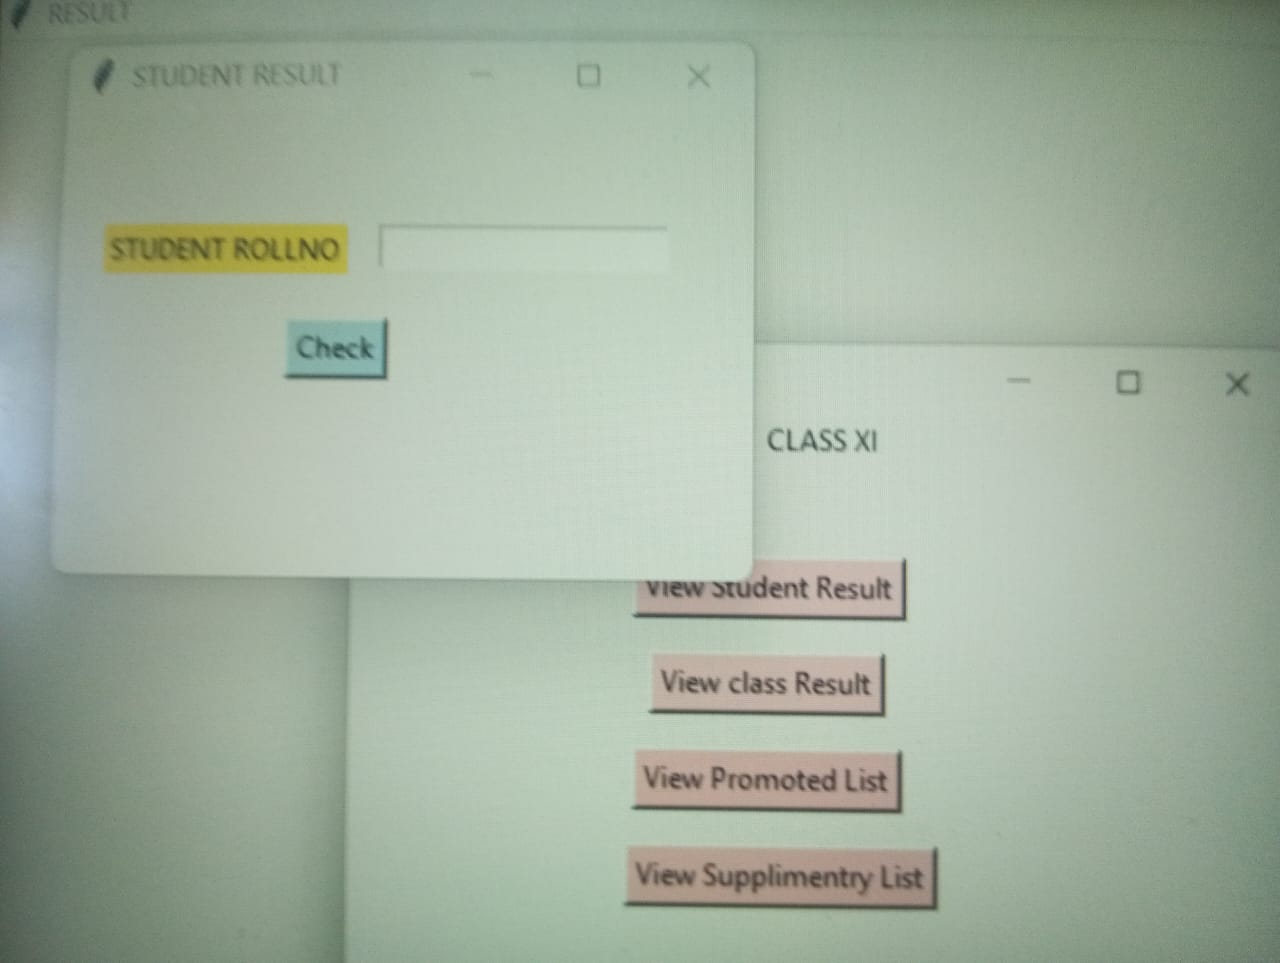 RESULT
STUDENT RESULT
STUDENT ROLLNO
Check
CLASS XI
View Student Result
View class Result
View Promoted List
View Supplimentry List